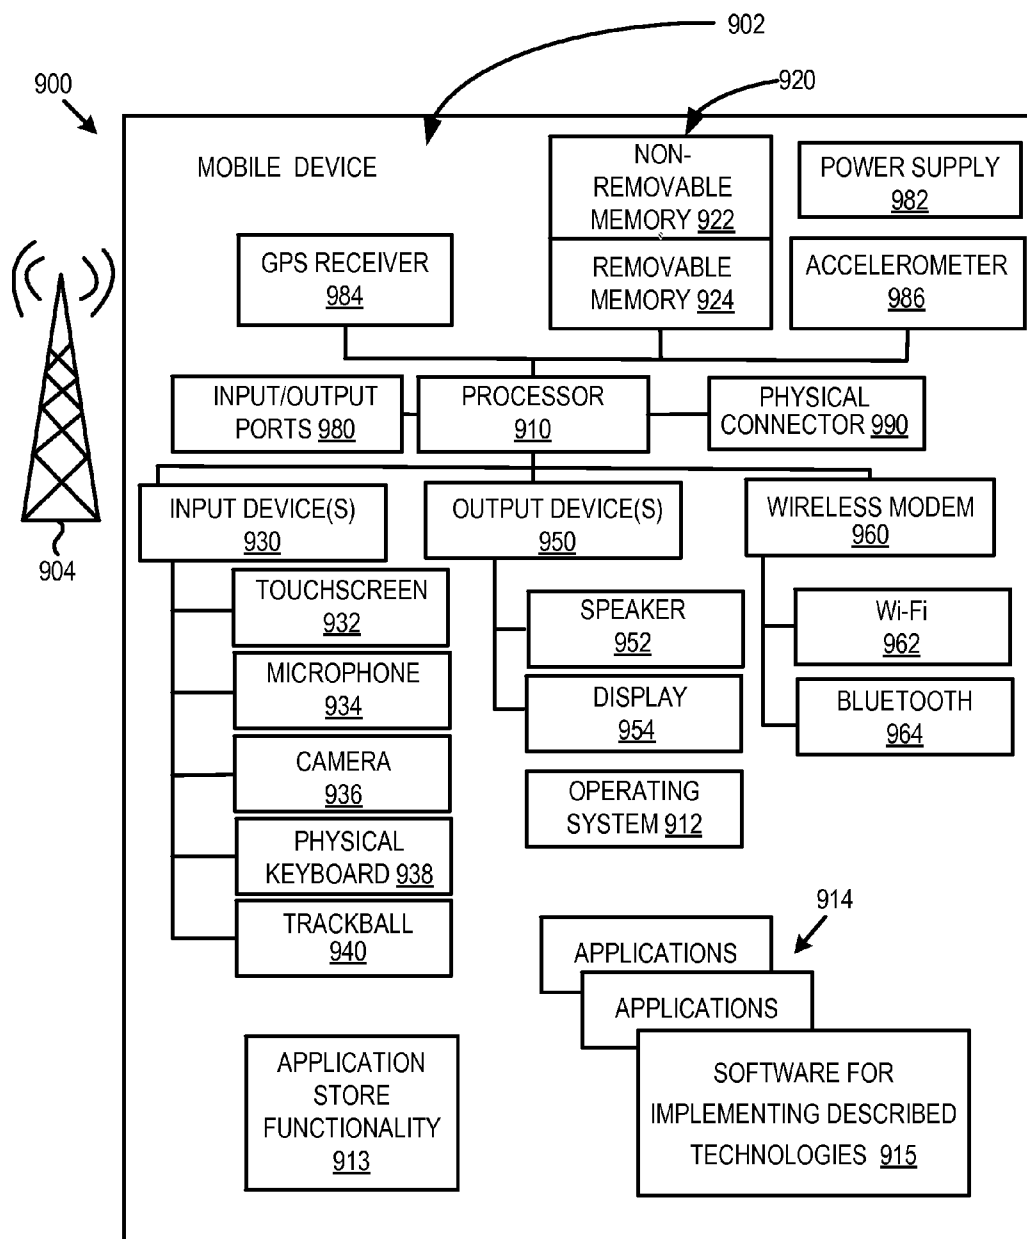 902
900
920
MOBILE DEVICE
NON-
REMOVABLE
MEMORY 922
POWER SUPPLY
982
GPS RECEIVER
984
REMOVABLE
MEMORY 924
ACCELEROMETER
986
INPUT/OUTPUT
PORTS 980
PROCESSOR
910
PHYSICAL
CONNECTOR 990
INPUT DEVICE(S)
930
OUTPUT DEVICE(S)
950
WIRELESS MODEM
960
904
TOUCHSCREEN
932
SPEAKER
952
Wi-Fi
962
MICROPHONE
934
DISPLAY
954
BLUETOOTH
964
CAMERA
936
OPERATING
SYSTEM 912
PHYSICAL
KEYBOARD 938
TRACKBALL
940
914
APPLICATIONS
APPLICATIONS
APPLICATION
STORE
FUNCTIONALITY
913
SOFTWARE FOR
IMPLEMENTING DESCRIBED
TECHNOLOGIES 915